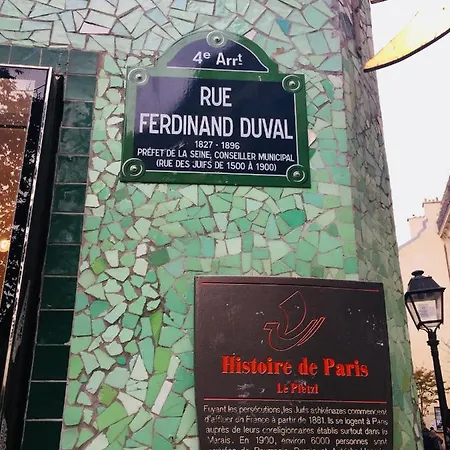 4e Arrt
RUE
FERDINAND DUVAL
1827 - 1896
PRÉFET DE LA SEINE, CONSEILLER MUNICIPAL
(RUE DES JUIFS DE 1500 À 1900)
Histoire de Paris
Le Pletzl
Fuyant les persécutions, les Juifs ashkénazes commencent
d'affluer en France à partir de 1881. Ils se logent à Paris
auprès de leurs coreligionnaires établis surtout dans le
Marais. En 1900, environ 6000 personnes sont